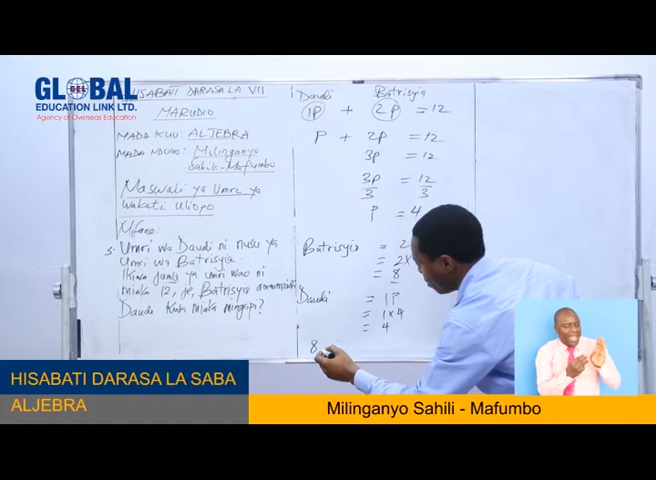 GLOBAL
GEL
EDUCATION LINK LTD.
Agency of Overseas Education
HISABATI DARASA LA VII
MARUDIO
MADA KUU: ALJEBRA
MADA NDOGO: Milinganyo
Sahili - Mafumbo
Maswali ya Umri ya
Wakati Uliopo
Mfano:
5. Umri wa Daudi ni nusu ya
Umri wa Batrisyia.
Ikiwa jumla ya umri wao ni
miaka 12, je, Batrisyia
Daudi kwa miaka mingapi?
Daudi Batrisyia
1P + 2P = 12
P + 2P = 12
3P = 12
3P/3 = 12/3
P = 4
Batrisyia = 2
= 2×
= 8
Daudi = 1P
= 1×4
= 4
8
HISABATI DARASA LA SABA
ALJEBRA
Milinganyo Sahili - Mafumbo